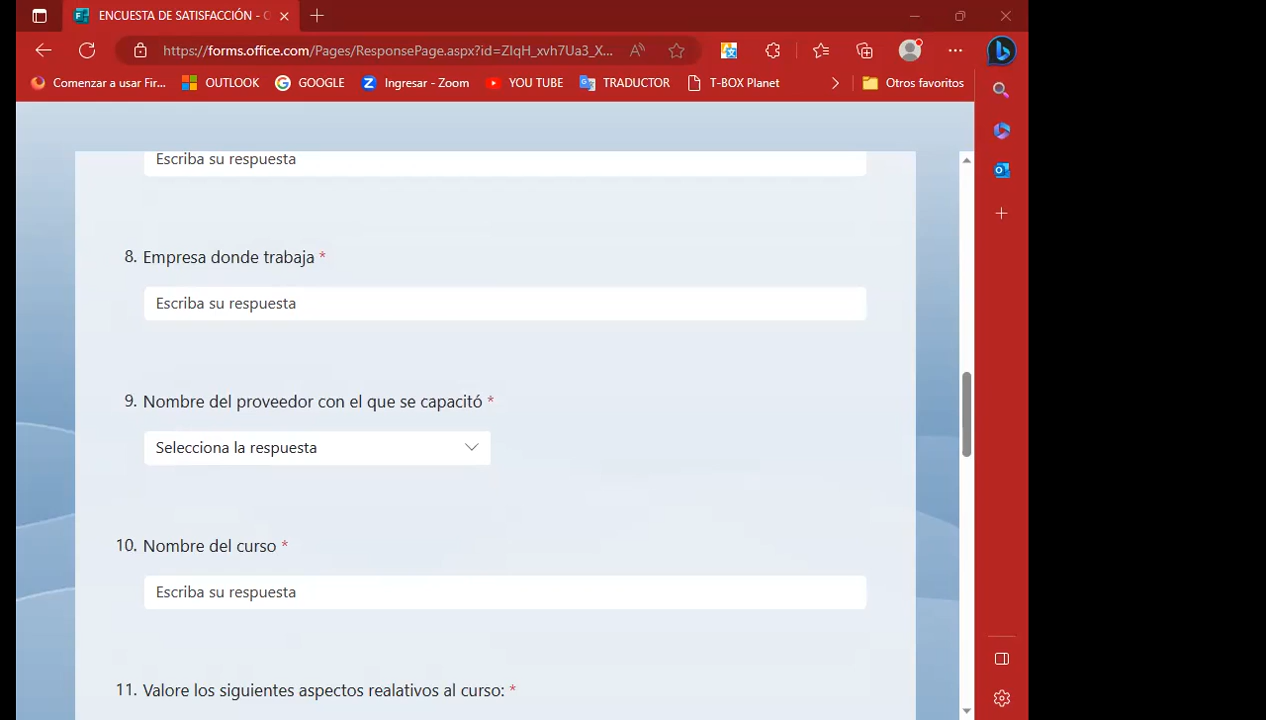 ENCUESTA DE SATISFACCIÓN -
https://forms.office.com/Pages/ResponsePage.aspx?id=ZIqH_xvh7Ua3_X...
Comenzar a usar Fir... OUTLOOK GOOGLE Ingresar - Zoom YOU TUBE TRADUCTOR T-BOX Planet Otros favoritos
Escriba su respuesta
8. Empresa donde trabaja *
Escriba su respuesta
9. Nombre del proveedor con el que se capacitó *
Selecciona la respuesta
10. Nombre del curso *
Escriba su respuesta
11. Valore los siguientes aspectos realativos al curso: *